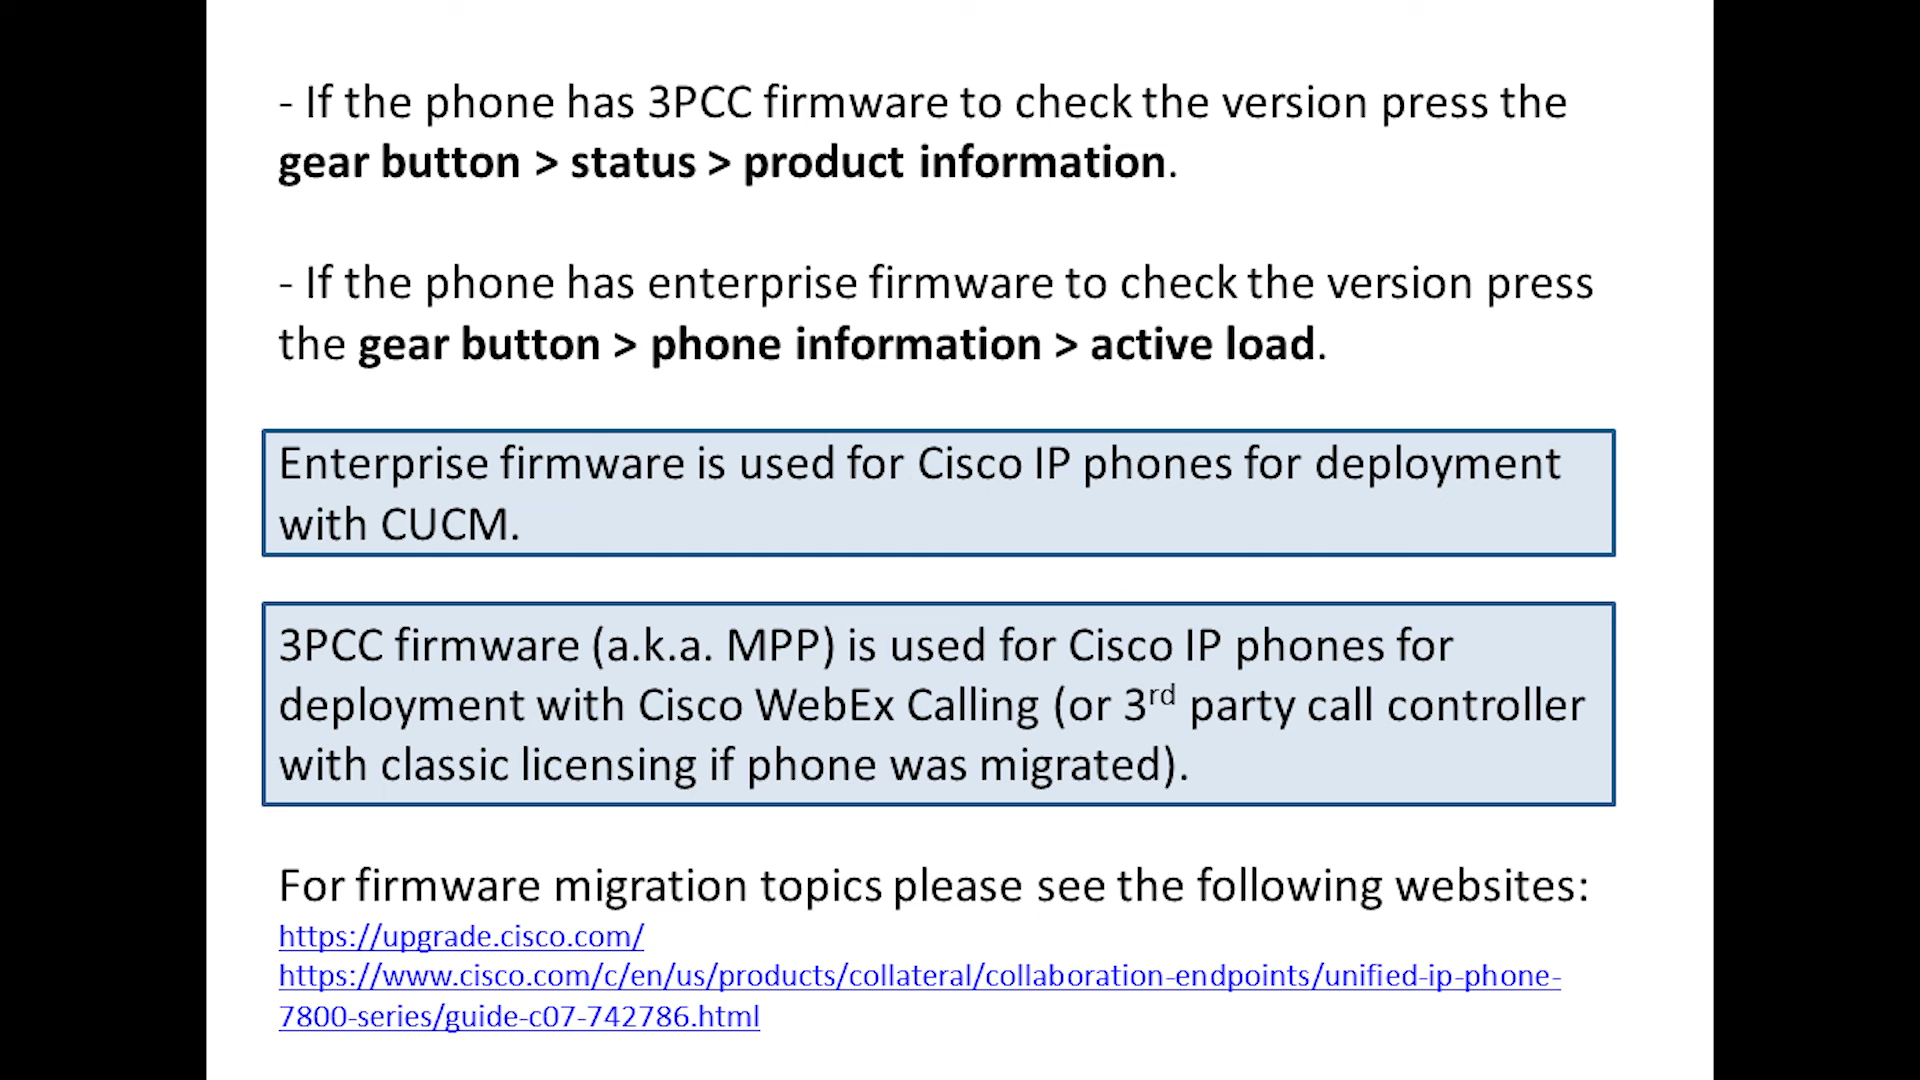 - If the phone has 3PCC firmware to check the version press the
gear button > status > product information.
- If the phone has enterprise firmware to check the version press
the gear button > phone information > active load.
Enterprise firmware is used for Cisco IP phones for deployment
with CUCM.
3PCC firmware (a.k.a. MPP) is used for Cisco IP phones for
deployment with Cisco WebEx Calling (or 3rd party call controller
with classic licensing if phone was migrated).
For firmware migration topics please see the following websites:
https://upgrade.cisco.com/
https://www.cisco.com/c/en/us/products/collateral/collaboration-endpoints/unified-ip-phone-
7800-series/guide-c07-742786.html